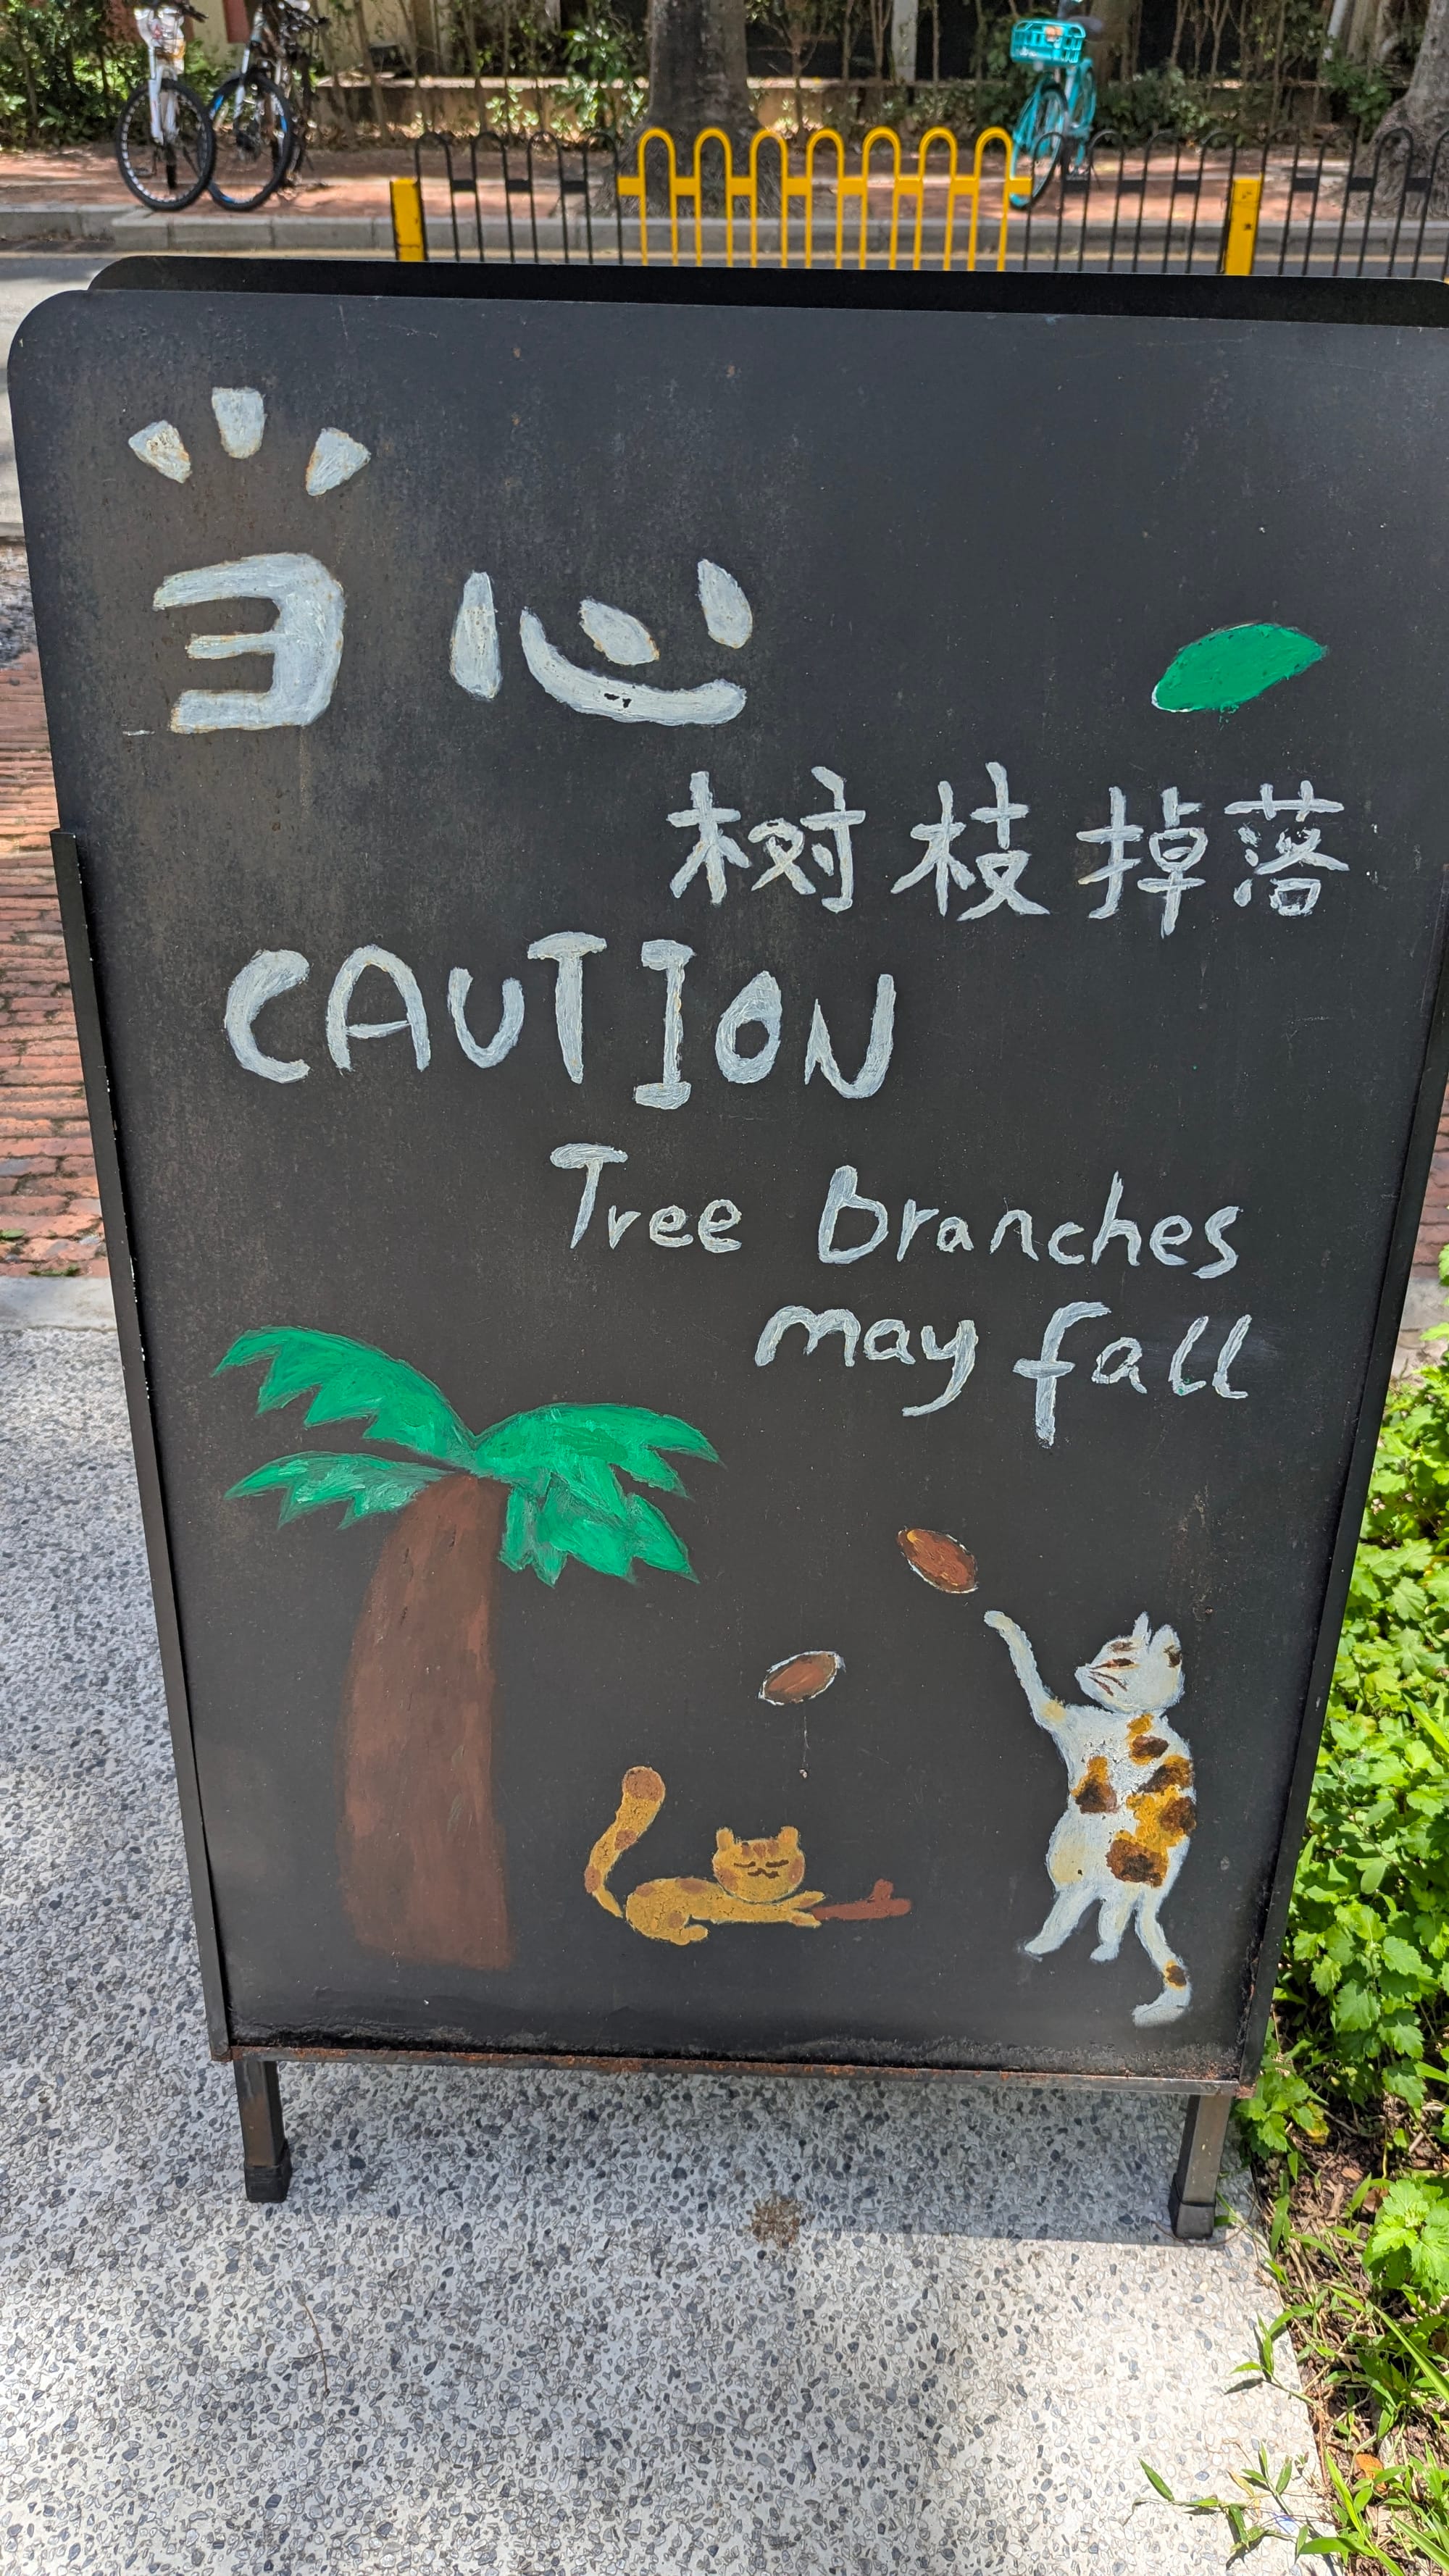 当心
树枝掉落
CAUTION
Tree branches
may fall